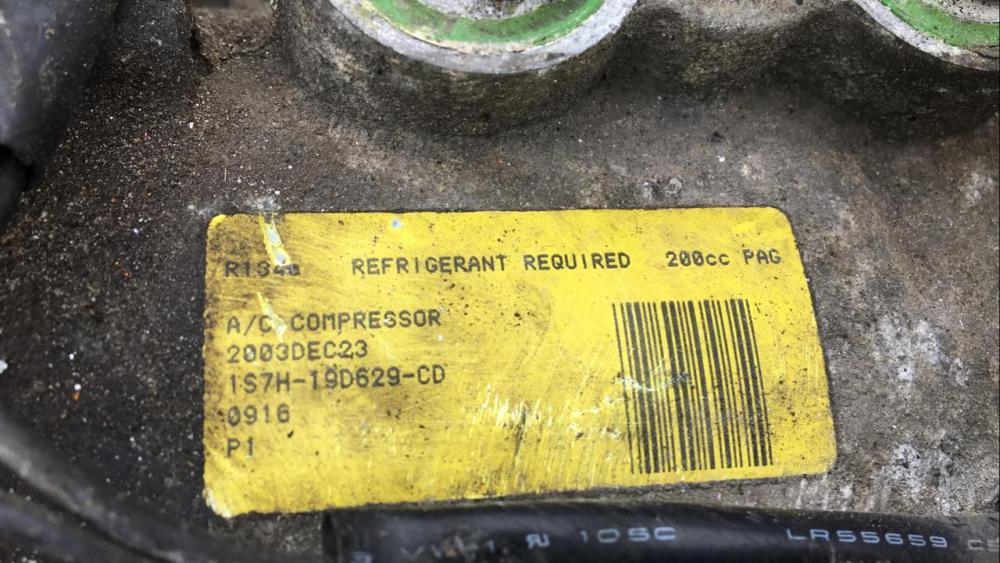 R134a REFRIGERANT REQUIRED 200cc PAG
A/C COMPRESSOR
2003DEC23
1S7H-19D629-CD
0916
P1
105C LR55659